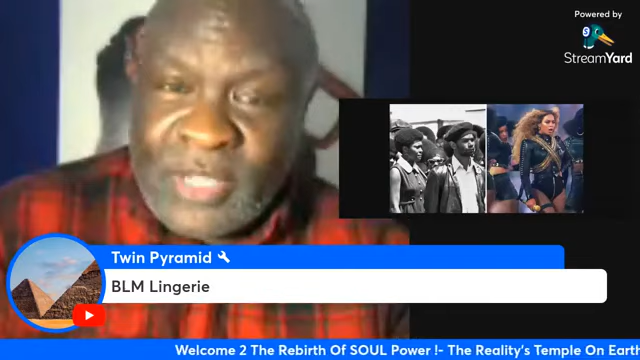 Powered by
StreamYard
Twin Pyramid
BLM Lingerie
Welcome 2 The Rebirth Of SOUL Power !- The Reality's Temple On Earth